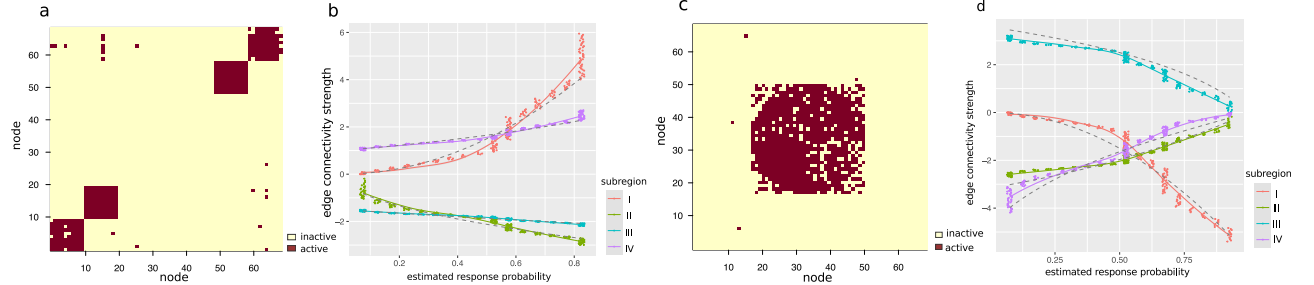 a
node
60
50
40
30
20
10
10 20 30 40 50 60
node
inactive
active
b
edge connectivity strength
6
4
2
0
−2
0.2 0.4 0.6 0.8
estimated response probability
subregion
I
II
III
IV
c
node
60
50
40
30
20
10
10 20 30 40 50 60
node
inactive
active
d
edge connectivity strength
2
0
−2
−4
0.25 0.50 0.75
estimated response probability
subregion
I
II
III
IV